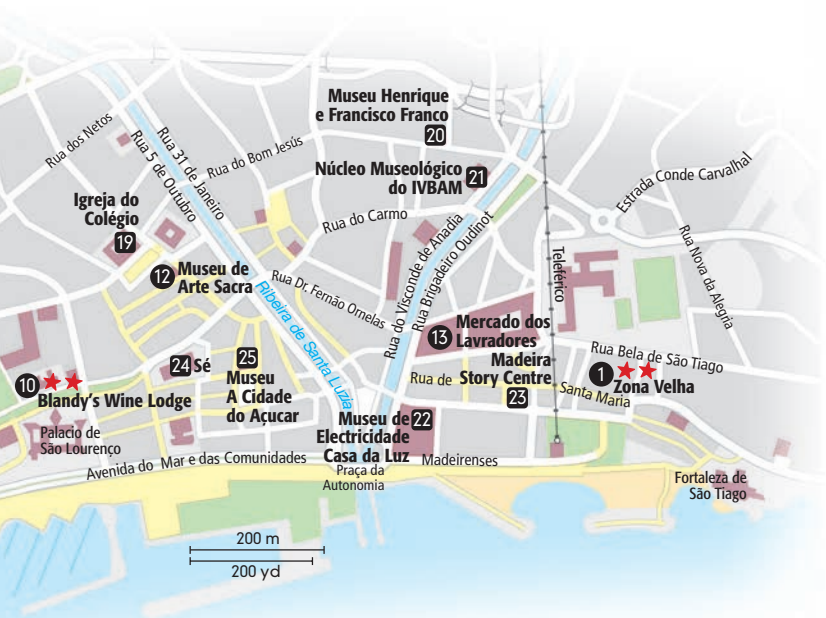 Museu Henrique
e Francisco Franco
20
Rua dos Netos
Rua 31 de Janeiro
Rua 5 de Outubro
Rua do Bom Jesús
Núcleo Museológico
do IVBAM
21
Estrada Conde Carvalhal
Igreja do
Colégio
19
Rua do Carmo
Rua do Visconde de Anadia
Rua Brigadeiro Oudinot
Teleférico
Rua Nova da Alegria
12
Museu de
Arte Sacra
Rua Dr. Fernão Ornelas
Ribeira de Santa Luzia
13
Mercado dos
Lavradores
Rua Bela de São Tiago
24 Sé
25
Museu
A Cidade
do Açucar
Rua de Santa Maria
Madeira
Story Centre
23
1
Zona Velha
10
Blandy's Wine Lodge
Palacio de
São Lourenço
Museu de
Electricidade
Casa da Luz
22
Avenida do Mar e das Comunidades Madeirenses
Praça da
Autonomia
Fortaleza de
São Tiago
200 m
200 yd